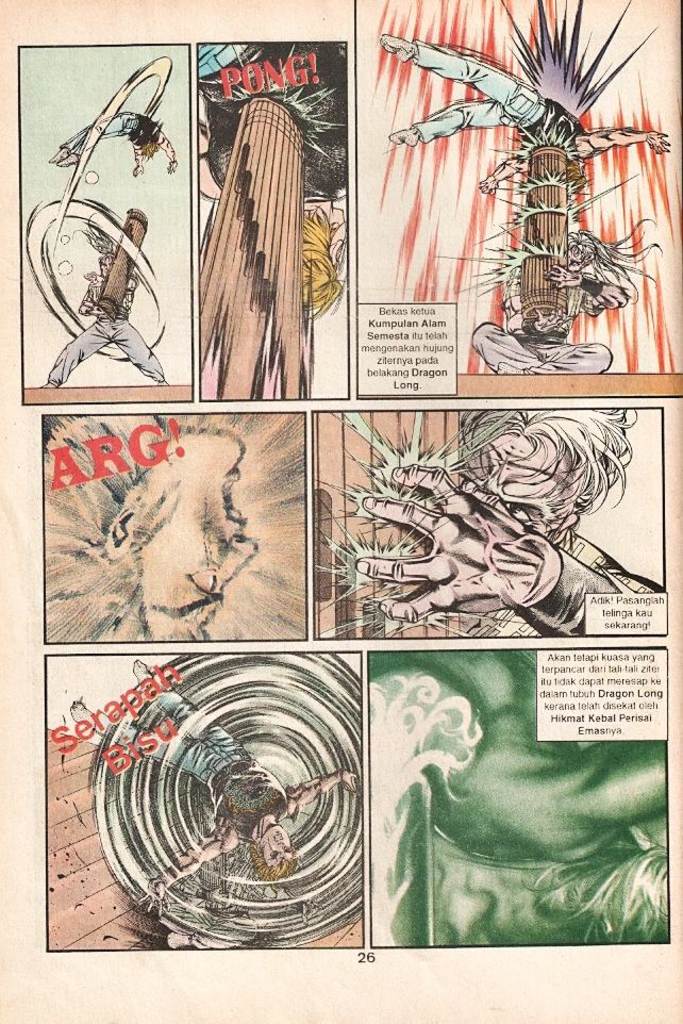 PONG!
Bekas ketua
Kumpulan Alam
Semesta itu telah
mengenakan hujung
ziternya pada
belakang Dragon
Long.
ARG!
Adik! Pasanglah
telinga kau
sekarang!
Serapah
Bisu
Akan tetapi kuasa yang
terpancar dari tali-tali ziter
itu tidak dapat meresap ke
dalam tubuh Dragon Long
kerana telah disekat oleh
Hikmat Kebal Perisai
Emasnya.
26